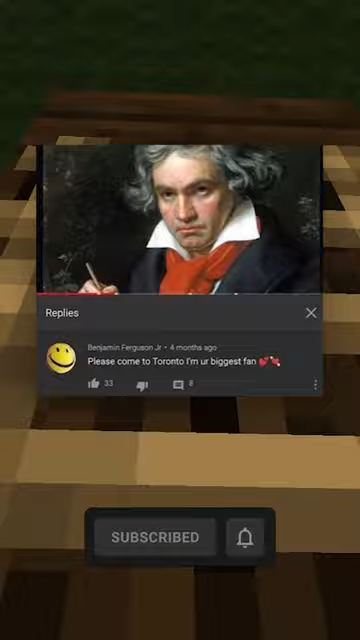 Replies
Benjamin Ferguson Jr • 4 months ago
Please come to Toronto I'm ur biggest fan 💕💘
33
8
SUBSCRIBED